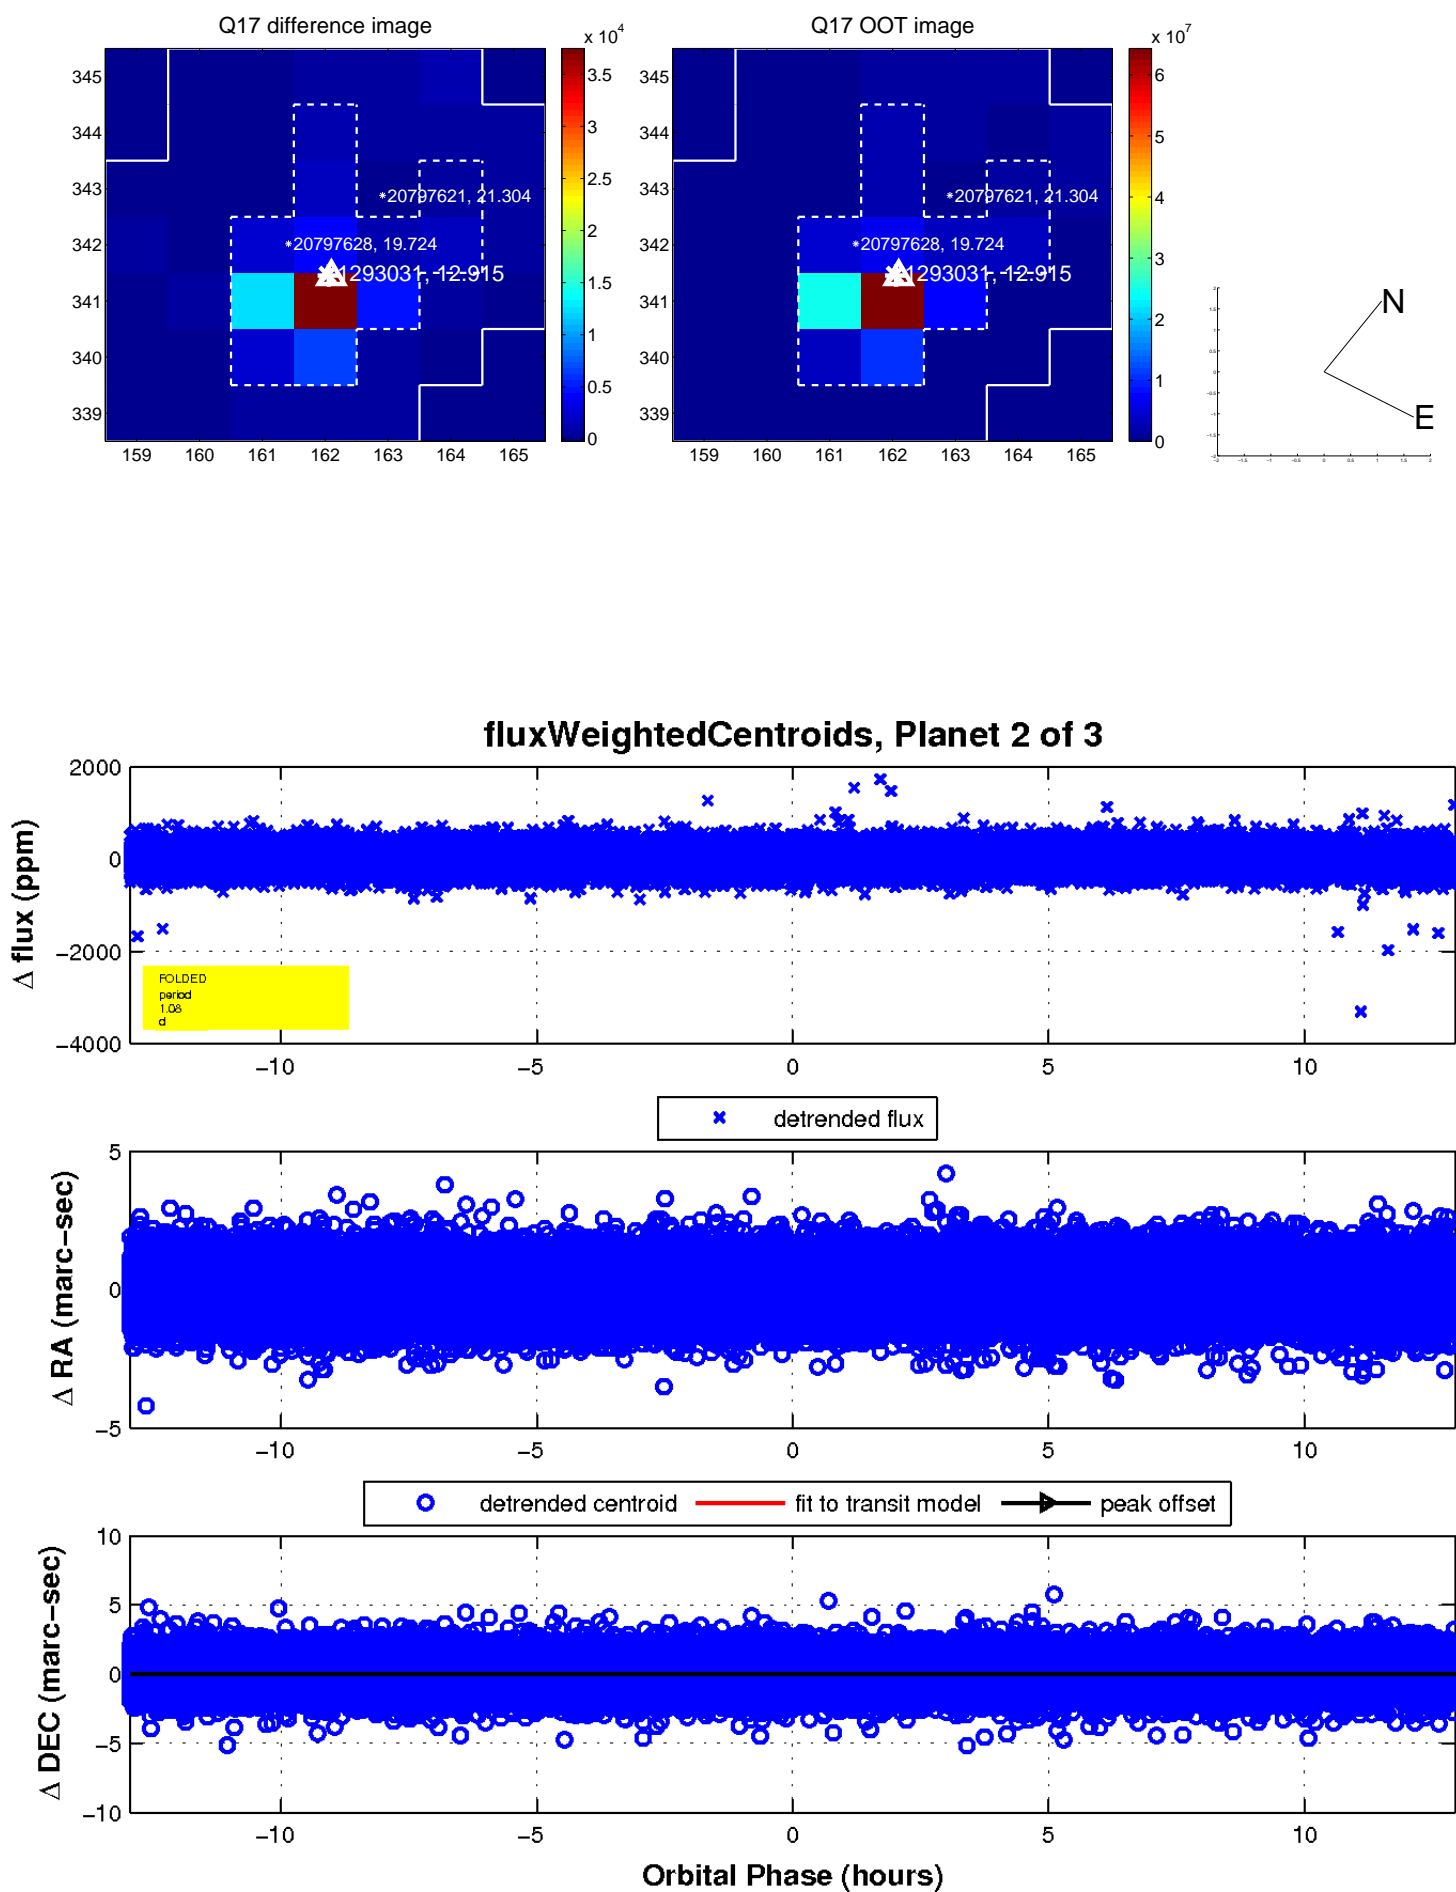 Q17 difference image
Q17 OOT image
x 10^4
x 10^7
345
344
343
342
341
340
339
159 160 161 162 163 164 165
3.5
3
2.5
2
1.5
1
0.5
0
20797621, 21.304
20797628, 19.724
1293031, 12.915
345
344
343
342
341
340
339
159 160 161 162 163 164 165
6
5
4
3
2
1
0
20797621, 21.304
20797628, 19.724
1293031, 12.915
N
E
fluxWeightedCentroids, Planet 2 of 3
Δ flux (ppm)
2000
0
−2000
−4000
FOLDED
period
1.08
d
−10 −5 0 5 10
detrended flux
Δ RA (marc−sec)
5
0
−5
−10 −5 0 5 10
detrended centroid fit to transit model peak offset
Δ DEC (marc−sec)
10
5
0
−5
−10
−10 −5 0 5 10
Orbital Phase (hours)